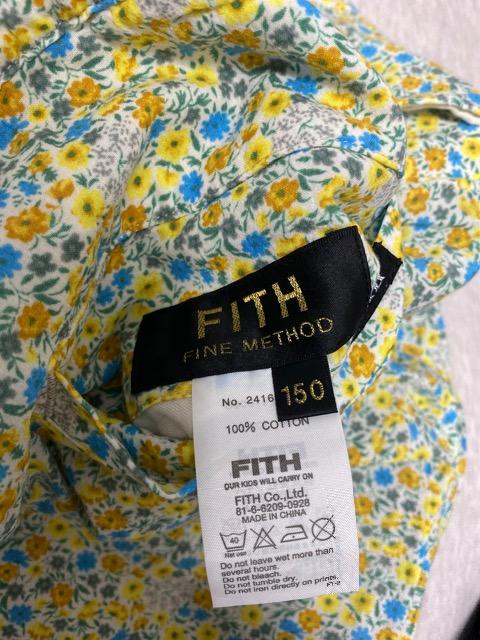 FITH
FINE METHOD
150
No. 2416
100% COTTON
FITH
OUR KIDS WILL CARRY ON
FITH Co.,Ltd.
81-6-6209-0928
MADE IN CHINA
40
Net use
Do not leave wet more than
several hours.
Do not bleach.
Do not tumble dry.
Do not iron directly on prints.